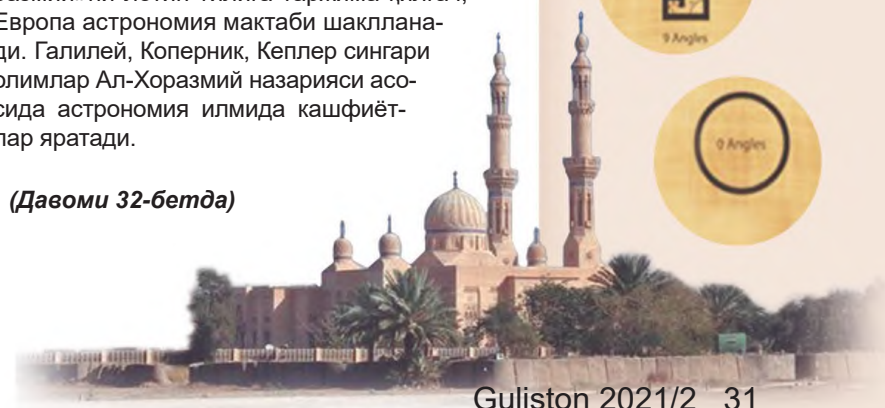 Европа астрономия мактаби шакллана-
ди. Галилей, Коперник, Кеплер сингари
олимлар Ал-Хоразмий назарияси асо-
сида астрономия илмида кашфиёт-
лар яратади.
(Давоми 32-бетда)
9 Angles
0 Angles
Guliston 2021/2 31